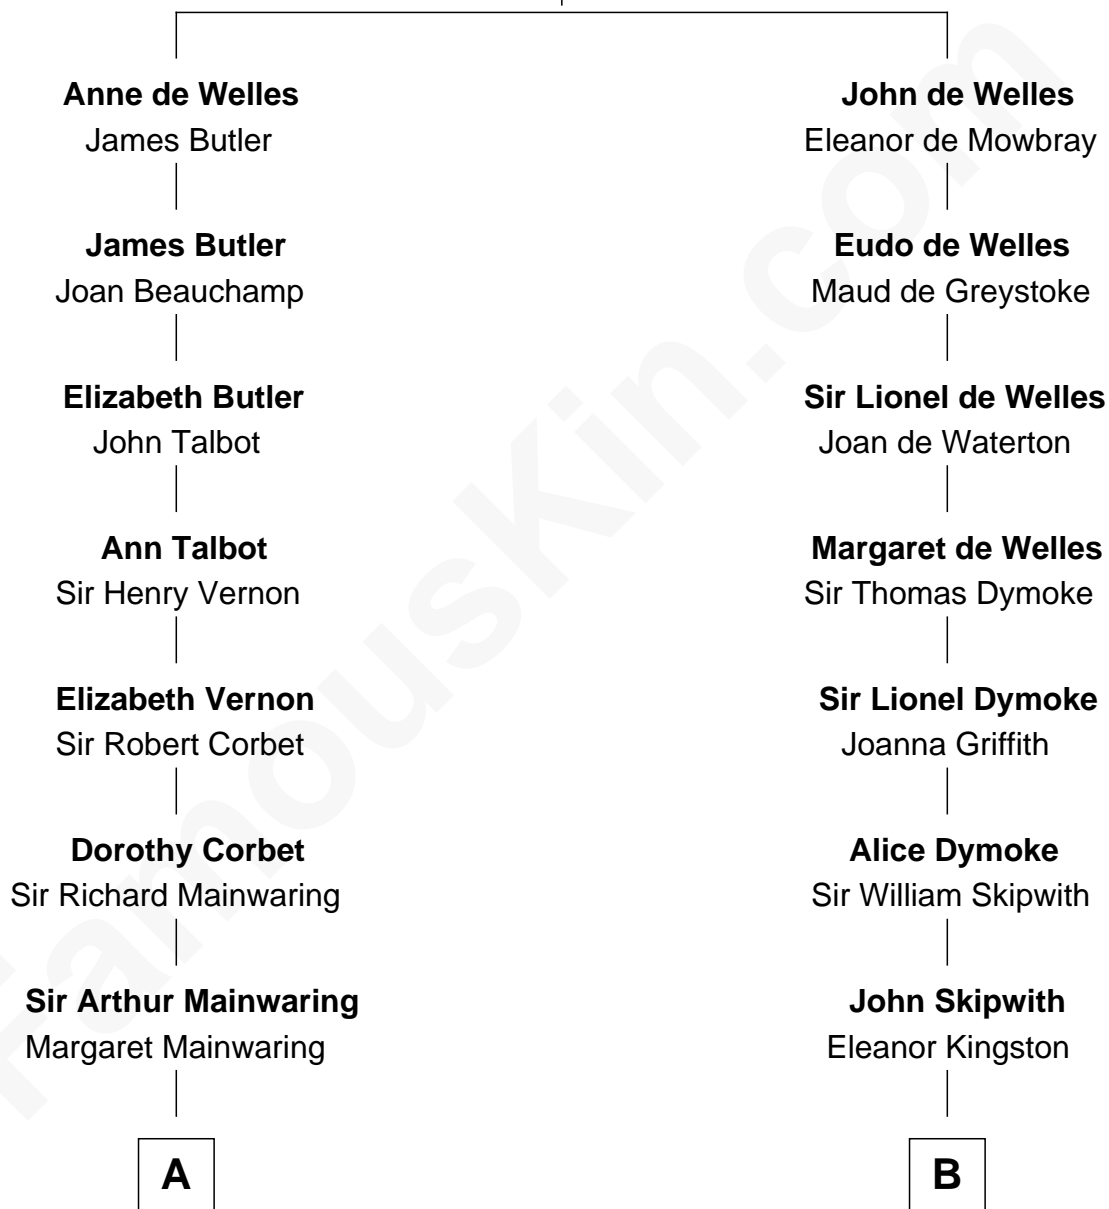 Anne de Welles
James Butler
James Butler
Joan Beauchamp
Elizabeth Butler
John Talbot
Ann Talbot
Sir Henry Vernon
Elizabeth Vernon
Sir Robert Corbet
Dorothy Corbet
Sir Richard Mainwaring
Sir Arthur Mainwaring
Margaret Mainwaring
A
John de Welles
Eleanor de Mowbray
Eudo de Welles
Maud de Greystoke
Sir Lionel de Welles
Joan de Waterton
Margaret de Welles
Sir Thomas Dymoke
Sir Lionel Dymoke
Joanna Griffith
Alice Dymoke
Sir William Skipwith
John Skipwith
Eleanor Kingston
B
FamousKin.com